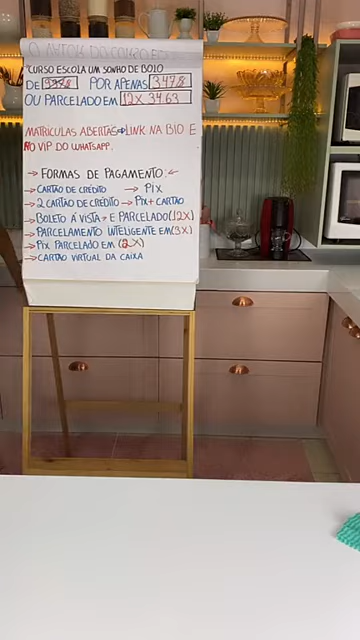 CURSO ESCOLA UM SONHO DE BOLO
DE POR APENAS 347,8
OU PARCELADO EM 12X 34,63
MATRÍCULAS ABERTAS LINK NA BIO E
NO VIP DO WHATSAPP.
→ FORMAS DE PAGAMENTO: ←
→ CARTÃO DE CRÉDITO → PIX
→ 2 CARTÃO DE CRÉDITO → PIX + CARTÃO
→ BOLETO Á VISTA → E PARCELADO (12X)
→ PARCELAMENTO INTELIGENTE EM (3X)
→ PIX PARCELADO EM (2X)
→ CARTÃO VIRTUAL DA CAIXA